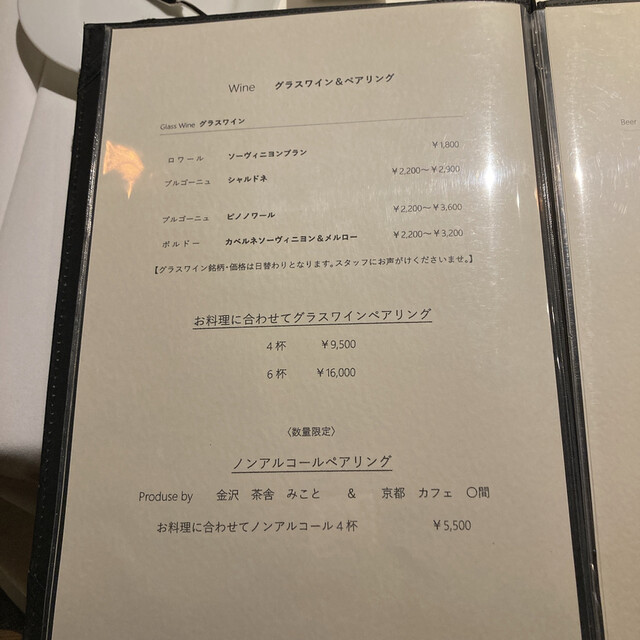 Wine グラスワイン＆ペアリング
Glass Wine グラスワイン
ロワール ソーヴィニヨンブラン ￥1,800
ブルゴーニュ シャルドネ ￥2,200～￥2,900
ブルゴーニュ ピノノワール ￥2,200～￥3,600
ボルドー カベルネソーヴィニヨン＆メルロー ￥2,200～￥3,200
【グラスワイン銘柄・価格は日替わりとなります。スタッフにお声がけくださいませ。】
お料理に合わせてグラスワインペアリング
4杯 ￥9,500
6杯 ￥16,000
〈数量限定〉
ノンアルコールペアリング
Produse by 金沢 茶舎 みこと ＆ 京都 カフェ 〇間
お料理に合わせてノンアルコール4杯 ￥5,500
Beer